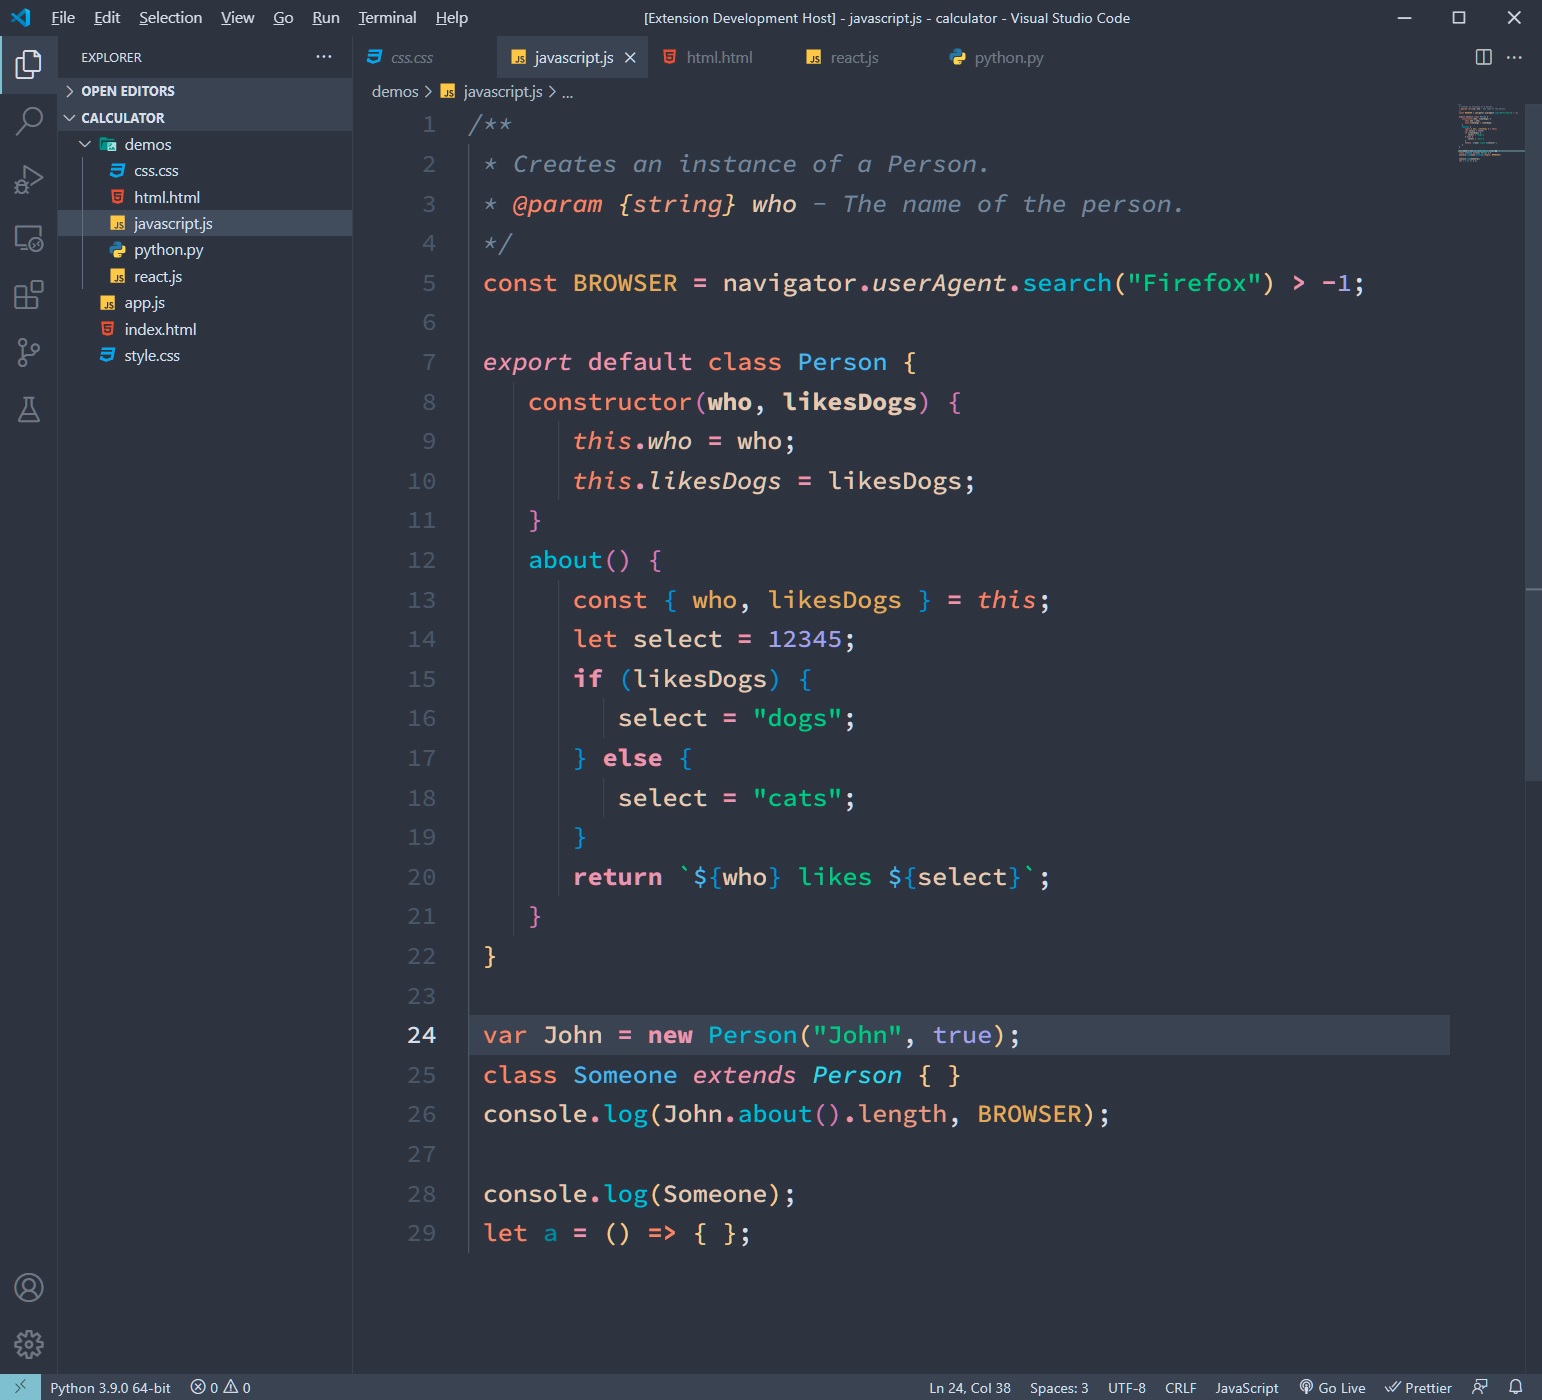 File Edit Selection View Go Run Terminal Help [Extension Development Host] - javascript.js - calculator - Visual Studio Code
EXPLORER
OPEN EDITORS
CALCULATOR
demos
css.css
html.html
javascript.js
python.py
react.js
app.js
index.html
style.css
css.css javascript.js html.html react.js python.py
demos > javascript.js > ...
1 /**
2 * Creates an instance of a Person.
3 * @param {string} who - The name of the person.
4 */
5 const BROWSER = navigator.userAgent.search("Firefox") > -1;
6
7 export default class Person {
8 constructor(who, likesDogs) {
9 this.who = who;
10 this.likesDogs = likesDogs;
11 }
12 about() {
13 const { who, likesDogs } = this;
14 let select = 12345;
15 if (likesDogs) {
16 select = "dogs";
17 } else {
18 select = "cats";
19 }
20 return `${who} likes ${select}`;
21 }
22 }
23
24 var John = new Person("John", true);
25 class Someone extends Person { }
26 console.log(John.about().length, BROWSER);
27
28 console.log(Someone);
29 let a = () => { };
Python 3.9.0 64-bit 0 0 Ln 24, Col 38 Spaces: 3 UTF-8 CRLF JavaScript Go Live Prettier